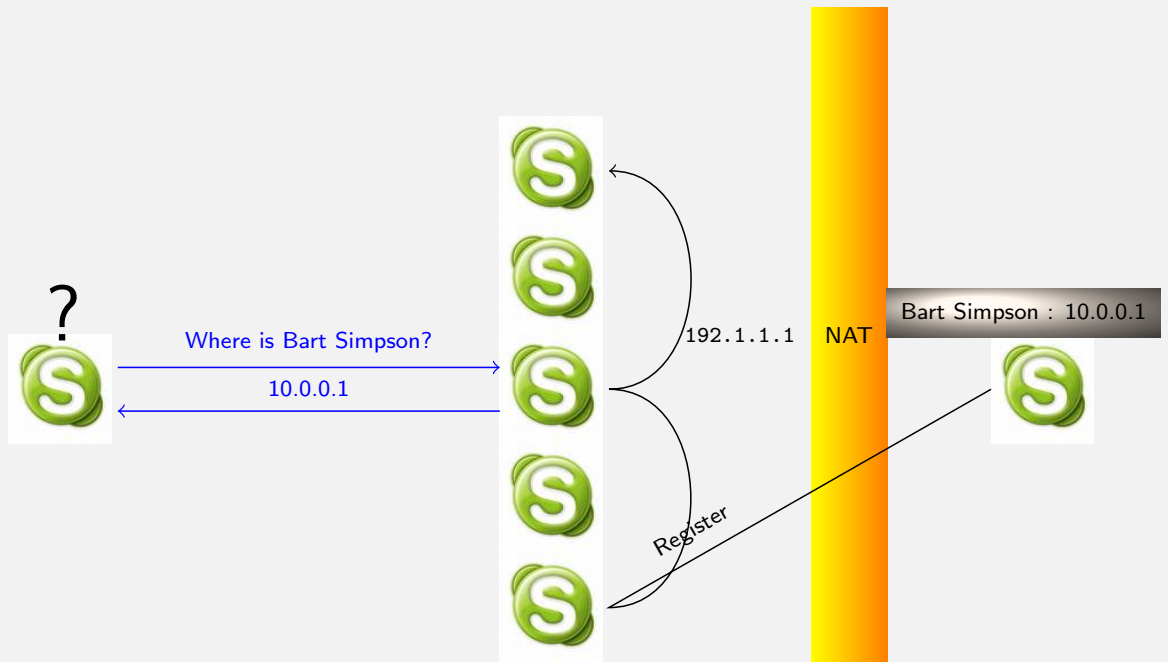 ?
Where is Bart Simpson?
10.0.0.1
192.1.1.1
NAT
Bart Simpson : 10.0.0.1
Register
S
S
S
S
S
S
S